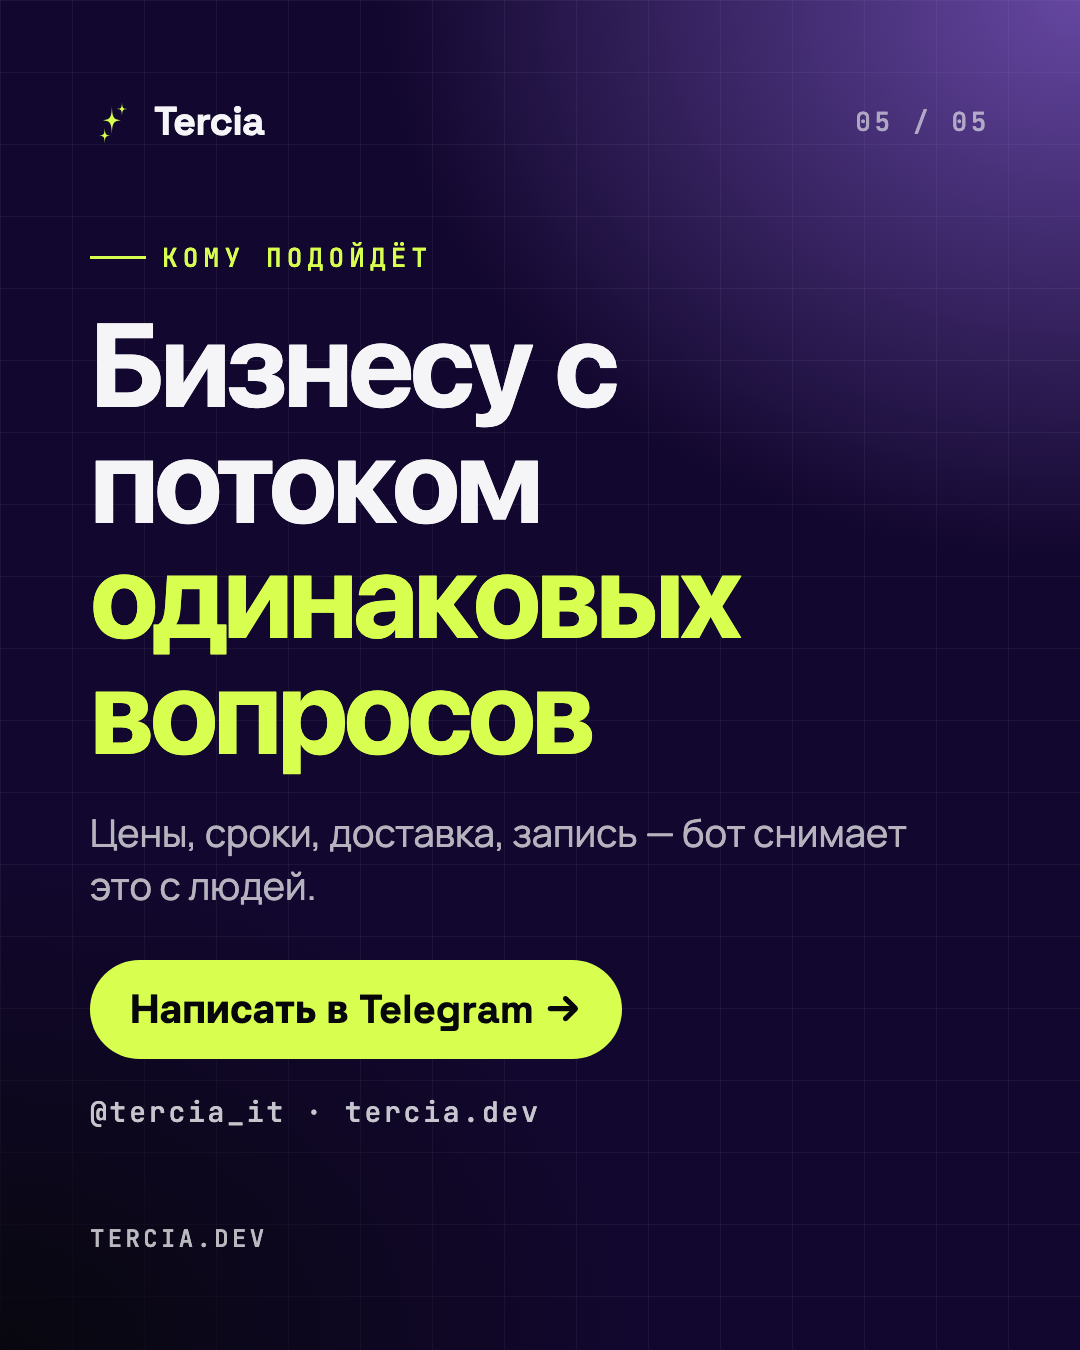 Tercia
05 / 05
КОМУ ПОДОЙДЁТ
Бизнесу с
потоком
одинаковых
вопросов
Цены, сроки, доставка, запись — бот снимает
это с людей.
Написать в Telegram →
@tercia_it · tercia.dev
TERCIA.DEV